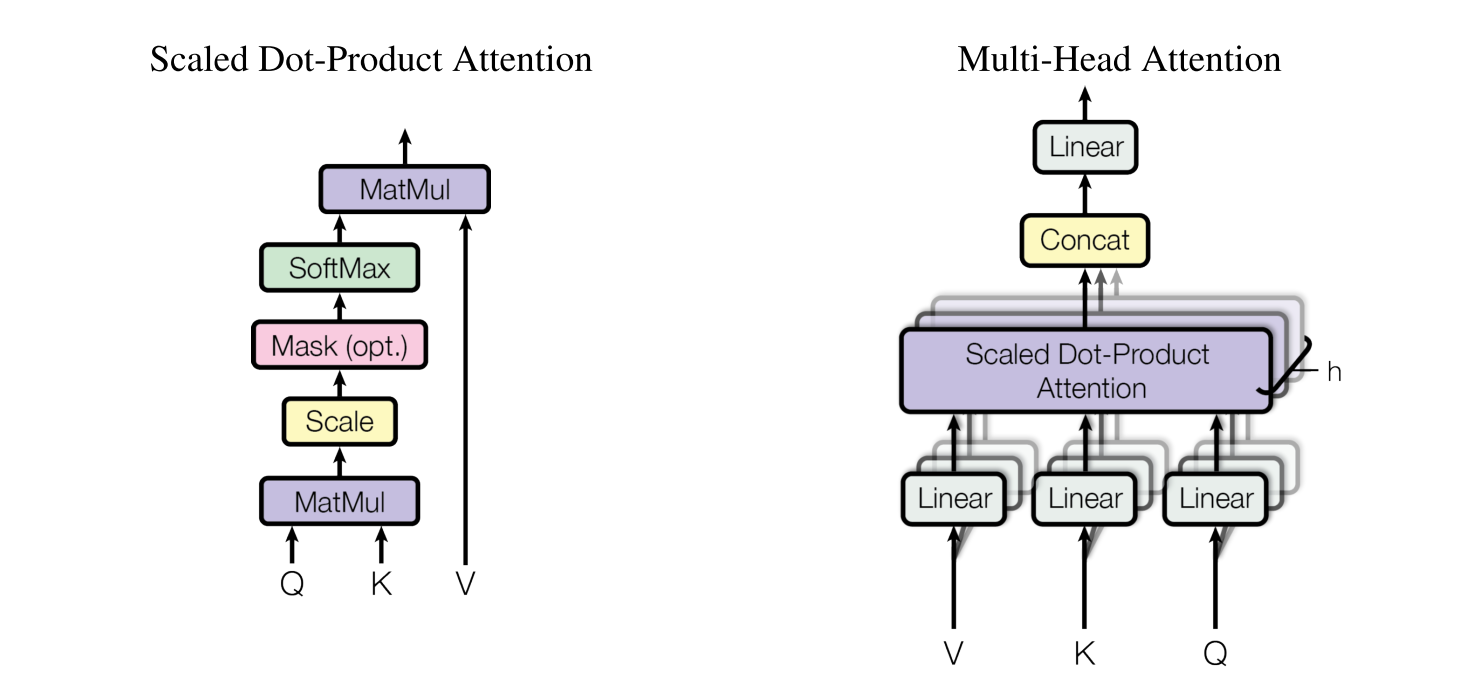 Scaled Dot-Product Attention
MatMul
SoftMax
Mask (opt.)
Scale
MatMul
Q K V
Multi-Head Attention
Linear
Concat
Scaled Dot-Product
Attention
h
Linear Linear Linear
V K Q